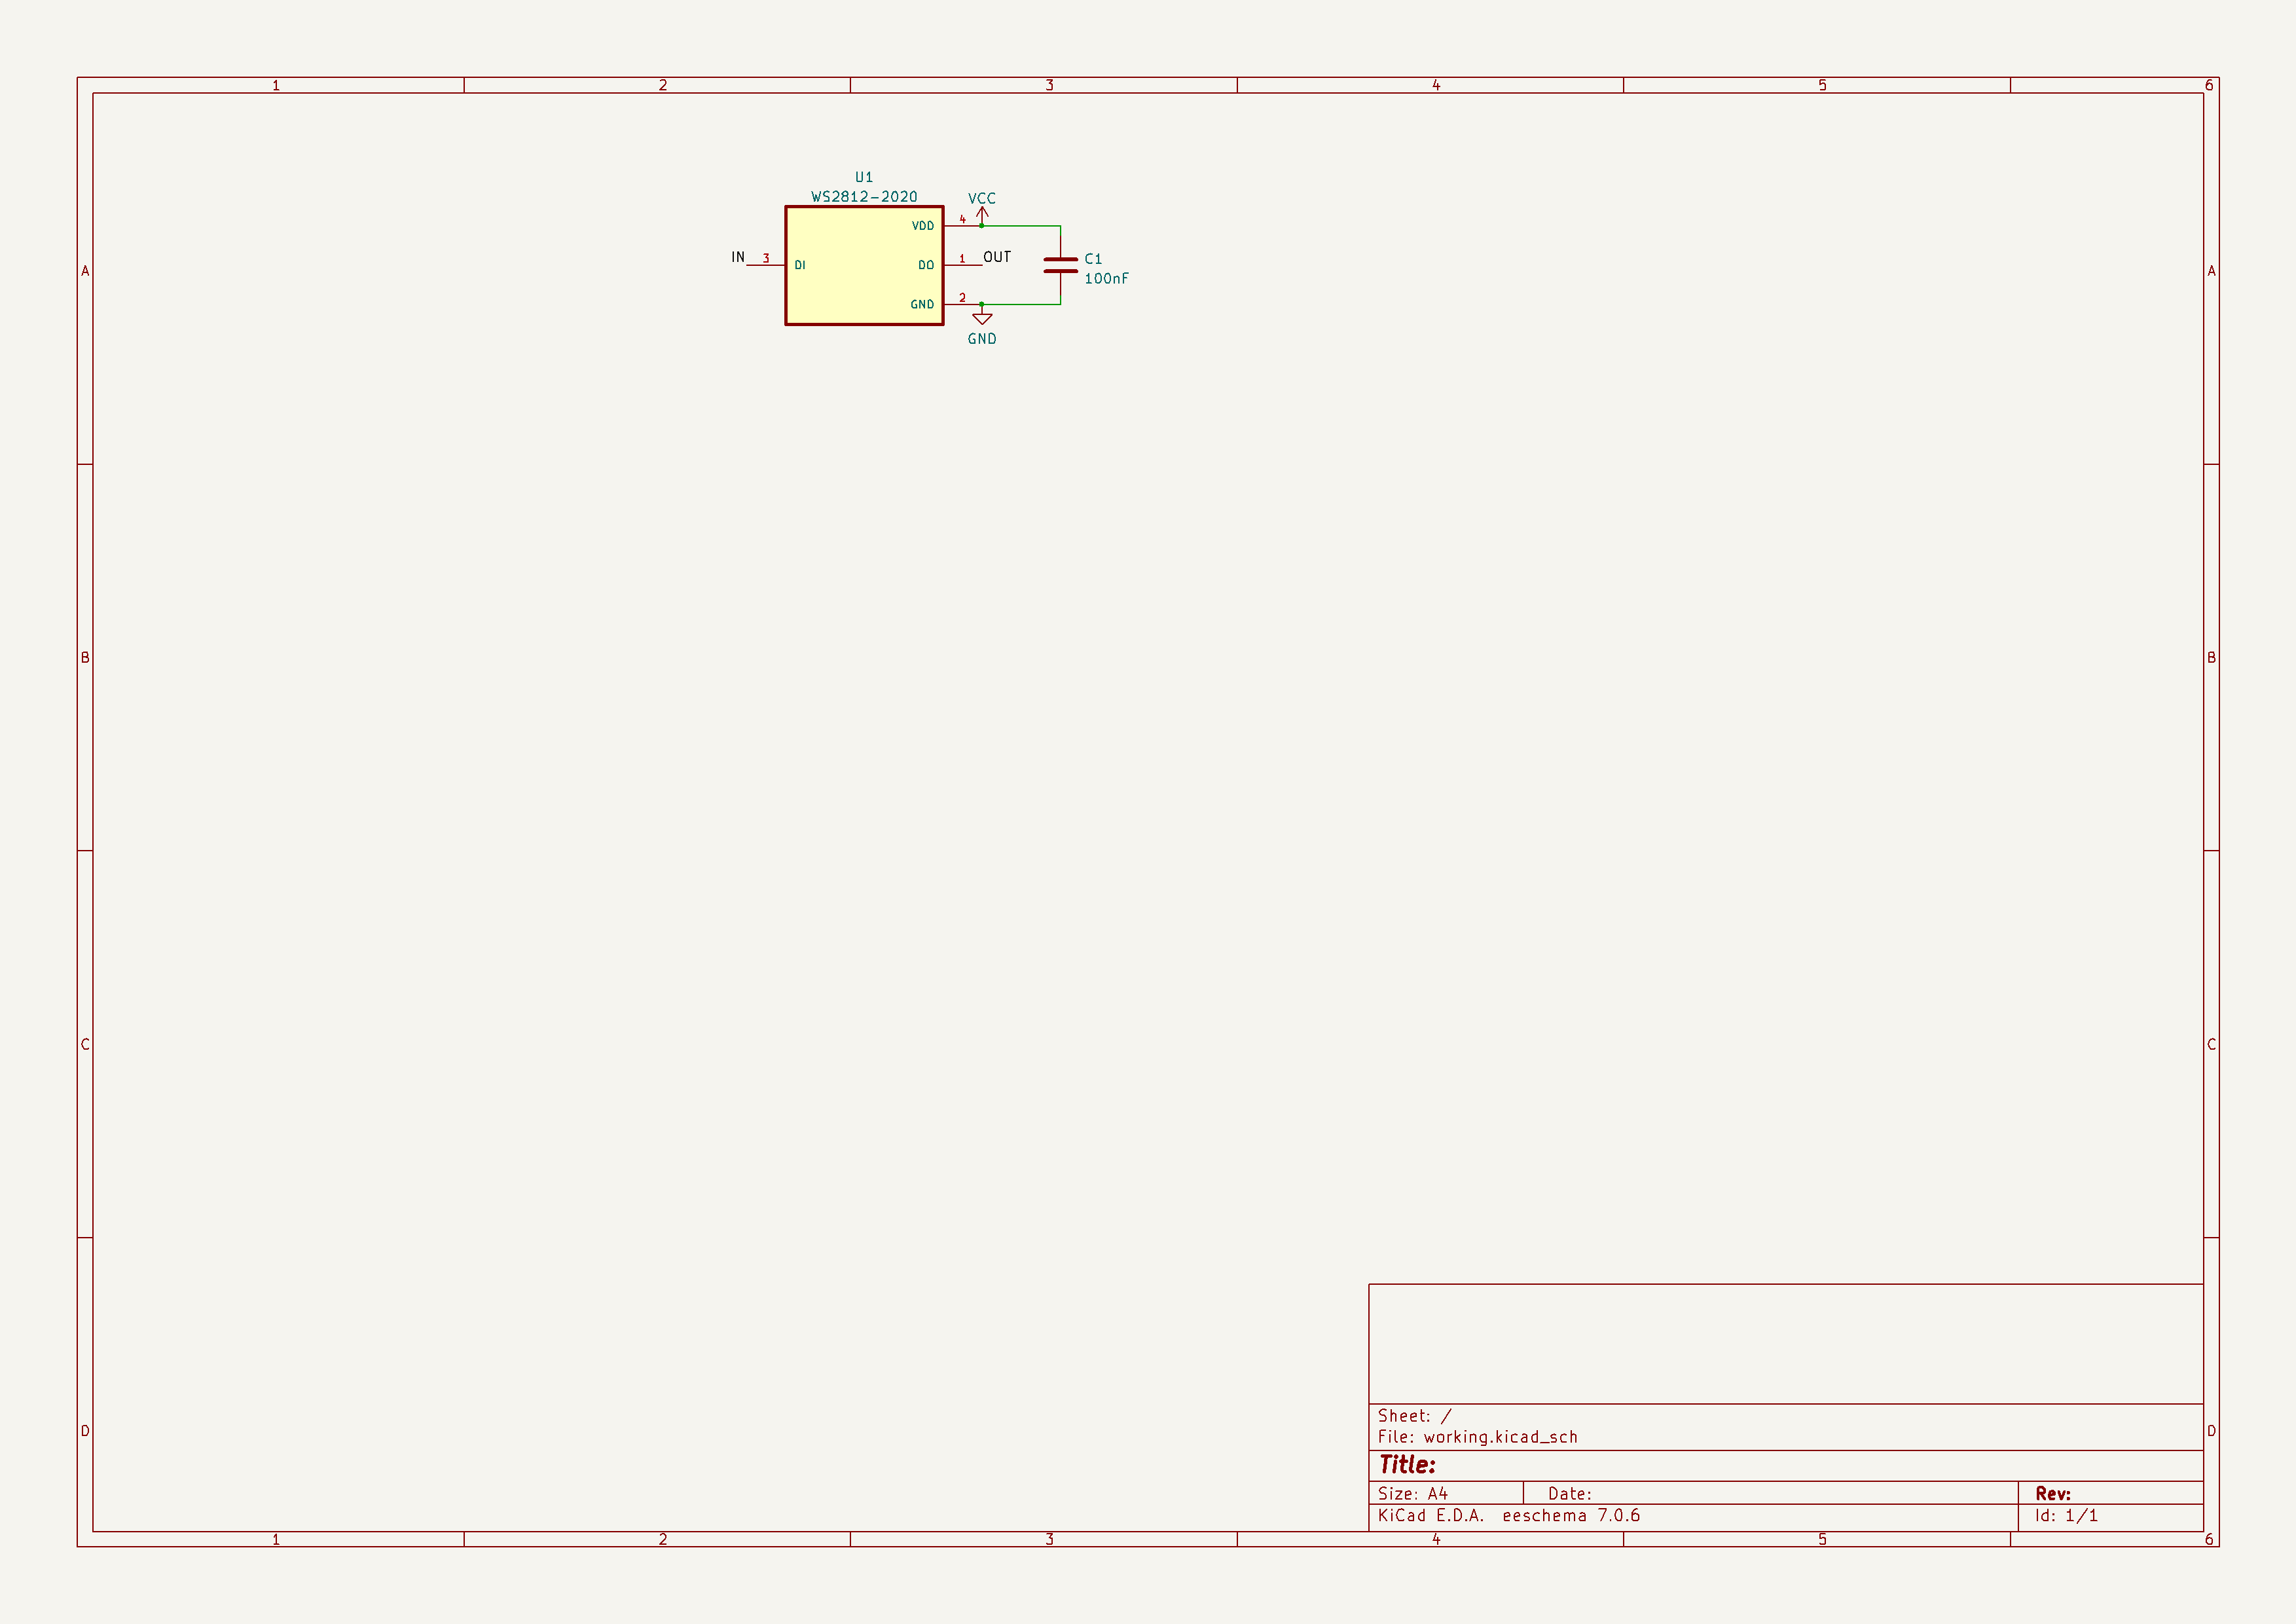 1 2 3 4 5 6
U1
WS2812-2020
VCC
VDD 4
IN 3 DI DO 1 OUT C1
A A
100nF
GND 2
GND
B B
C C
Sheet: /
D D
File: working.kicad_sch
Title:
Size: A4 Date: Rev:
KiCad E.D.A. eeschema 7.0.6 Id: 1/1
1 2 3 4 5 6